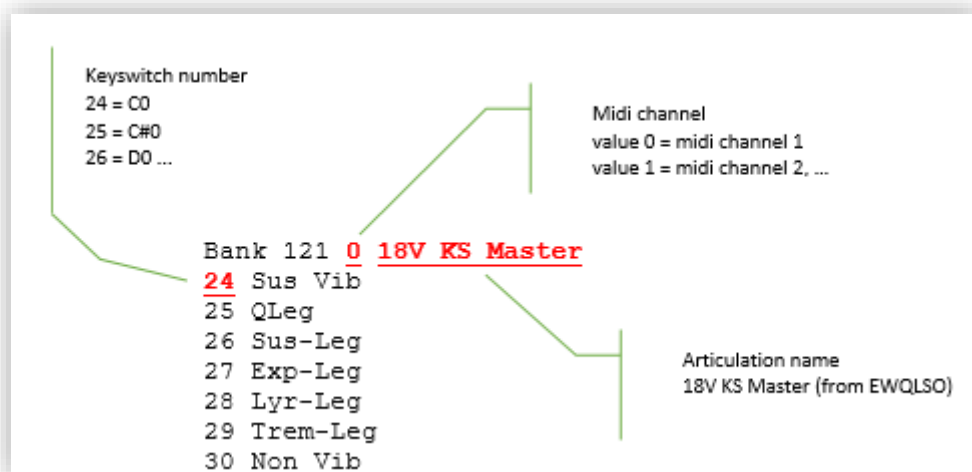 Keyswitch number
24 = C0
25 = C#0
26 = D0 ...
Midi channel
value 0 = midi channel 1
value 1 = midi channel 2, ...
Bank 121 0 18V KS Master
24 Sus Vib
25 QLeg
26 Sus-Leg
27 Exp-Leg
28 Lyr-Leg
29 Trem-Leg
30 Non Vib
Articulation name
18V KS Master (from EWQLSO)